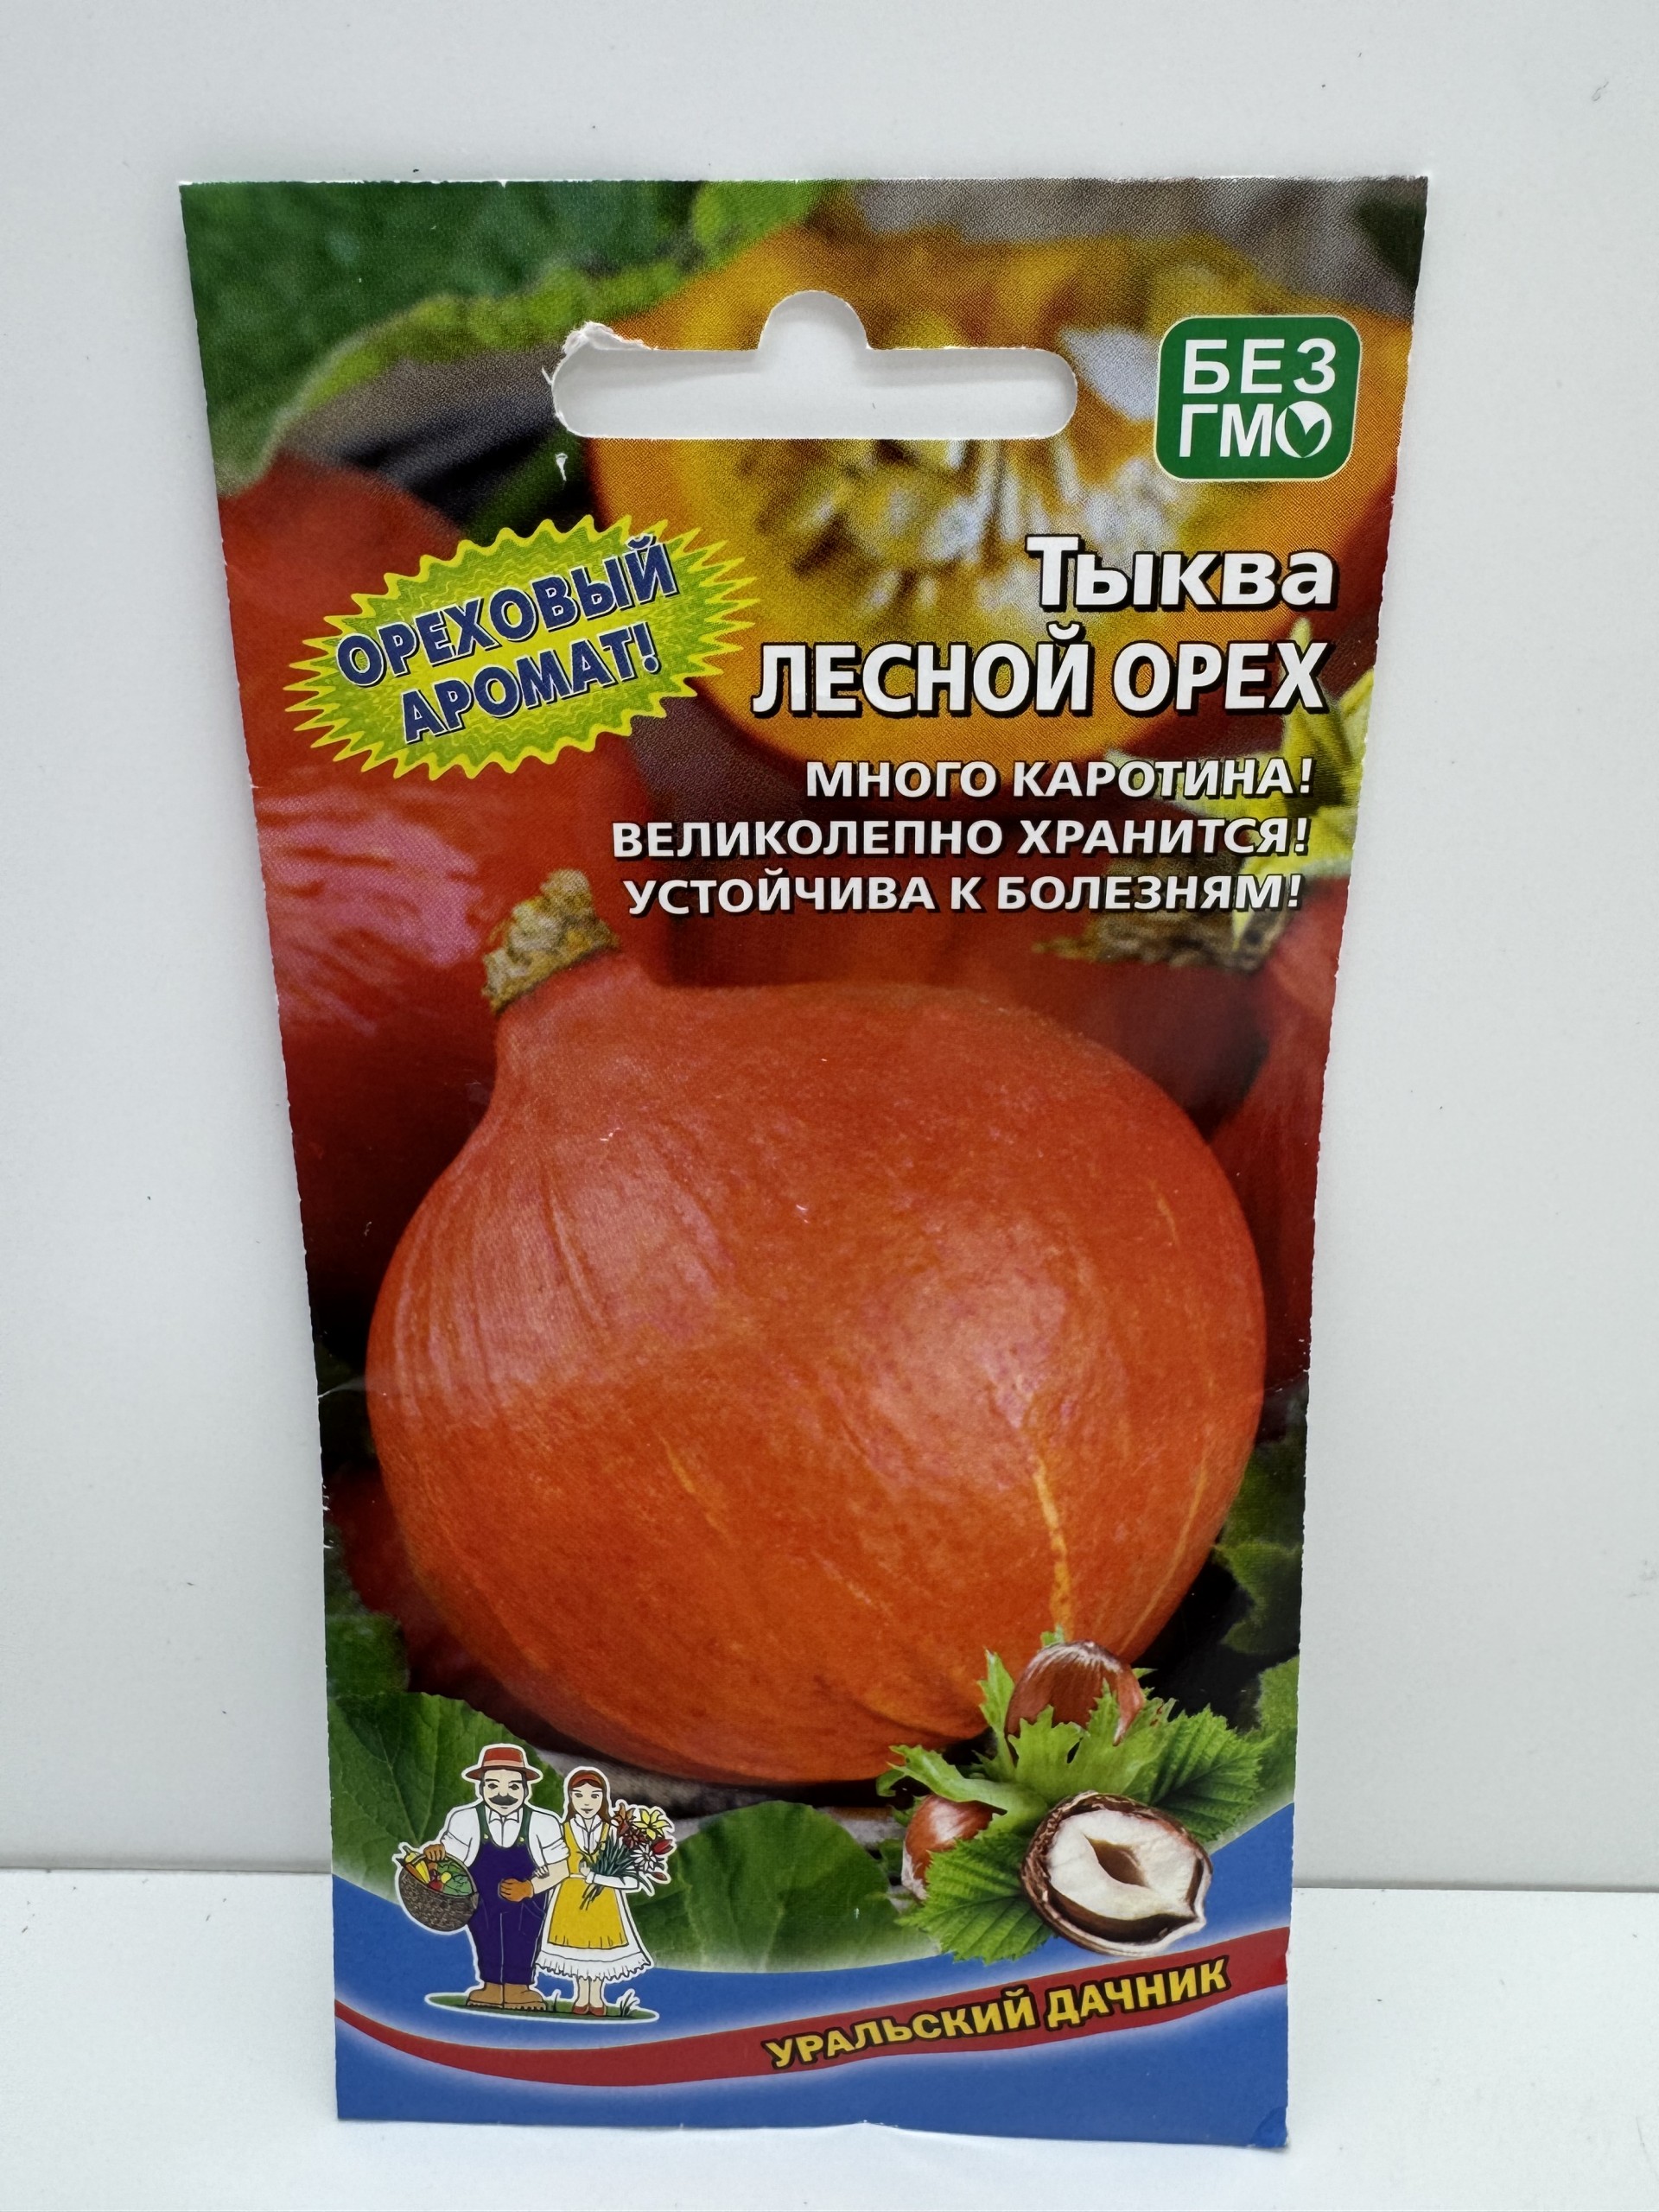 БЕЗ
ГМО
ОРЕХОВЫЙ
АРОМАТ!
Тыква
ЛЕСНОЙ ОРЕХ
МНОГО КАРОТИНА!
ВЕЛИКОЛЕПНО ХРАНИТСЯ!
УСТОЙЧИВА К БОЛЕЗНЯМ!
УРАЛЬСКИЙ ДАЧНИК